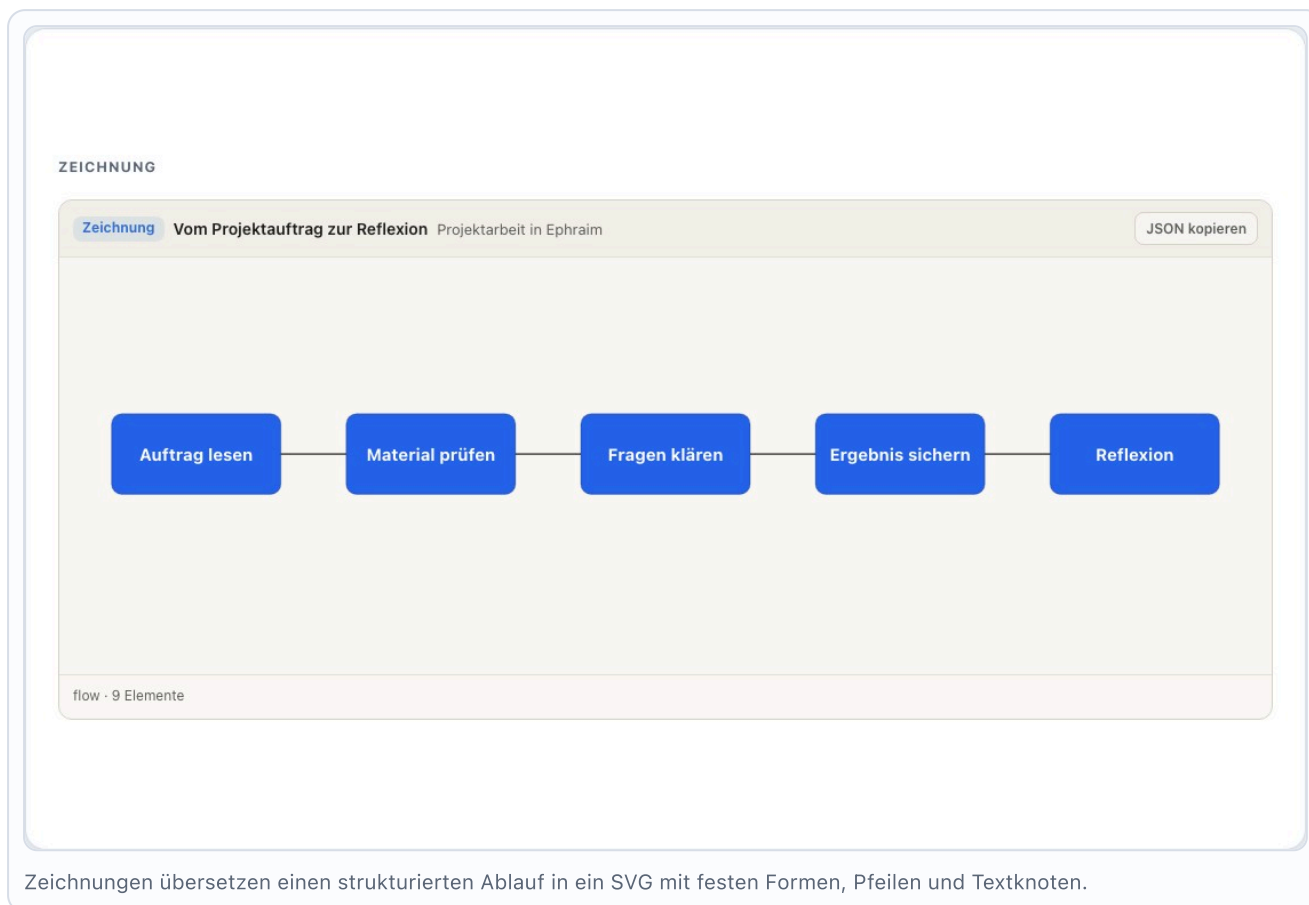 ZEICHNUNG
Zeichnung Vom Projektauftrag zur Reflexion Projektarbeit in Ephraim JSON kopieren
Auftrag lesen Material prüfen Fragen klären Ergebnis sichern Reflexion
flow · 9 Elemente
Zeichnungen übersetzen einen strukturierten Ablauf in ein SVG mit festen Formen, Pfeilen und Textknoten.